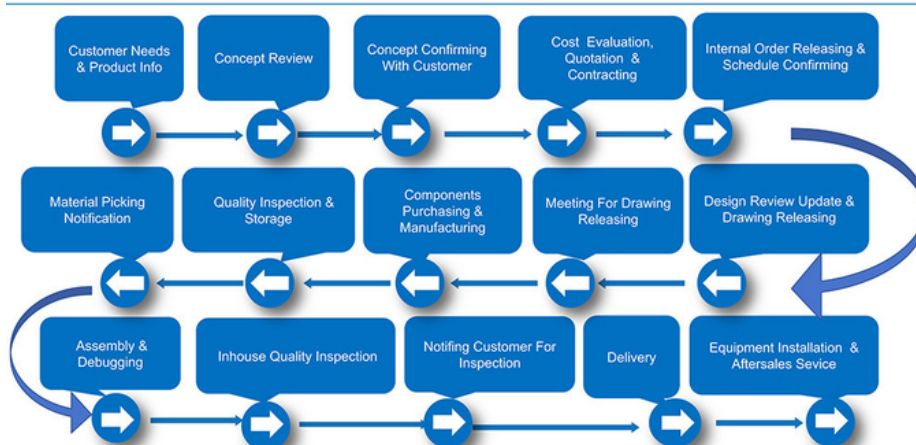 Customer Needs
& Product Info
Concept Review
Concept Confirming
With Customer
Cost Evaluation,
Quotation &
Contracting
Internal Order Releasing &
Schedule Confirming
Material Picking
Notification
Quality Inspection &
Storage
Components
Purchasing &
Manufacturing
Meeting For Drawing
Releasing
Design Review Update &
Drawing Releasing
Assembly &
Debugging
Inhouse Quality Inspection
Notifing Customer For
Inspection
Delivery
Equipment Installation &
Aftersales Sevice